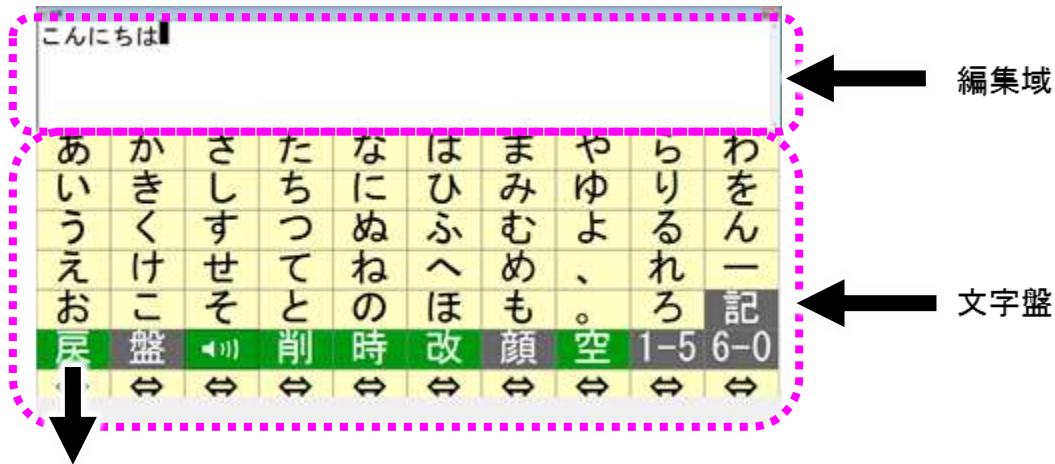 こんにちは
編集域
あ か さ た な は ま や ら わ
い き し ち に ひ み ゆ り を
う く す つ ぬ ふ む よ る ん
え け せ て ね へ め 、 れ ー
お こ そ と の ほ も 。 ろ 記
文字盤
戻 盤 削 時 改 顔 空 1-5 6-0
⇔ ⇔ ⇔ ⇔ ⇔ ⇔ ⇔ ⇔ ⇔